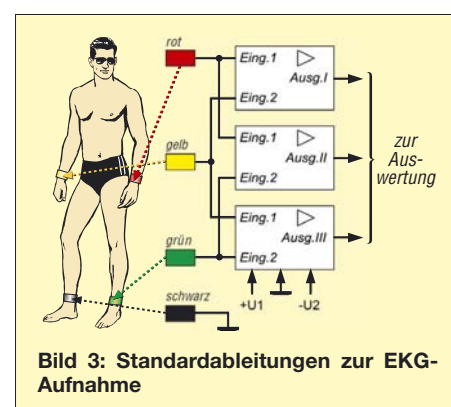 rot
Eing.1
Ausg.I
Eing.2
gelb
Eing.1
Ausg.II
Eing.2
zur
Aus-
wertung
grün
Eing.1
Ausg.III
Eing.2
schwarz
+U1
-U2
Bild 3: Standardableitungen zur EKG-
Aufnahme